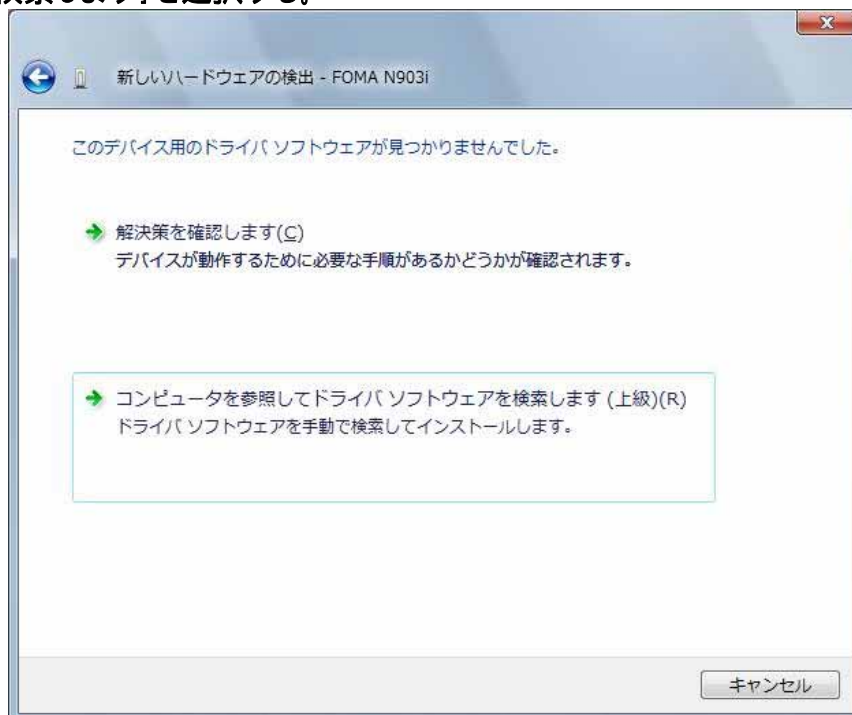 新しいハードウェアの検出 - FOMA N903i
このデバイス用のドライバ ソフトウェアが見つかりませんでした。
解決策を確認します(C)
デバイスが動作するために必要な手順があるかどうかが確認されます。
コンピュータを参照してドライバ ソフトウェアを検索します (上級)(R)
ドライバ ソフトウェアを手動で検索してインストールします。
キャンセル